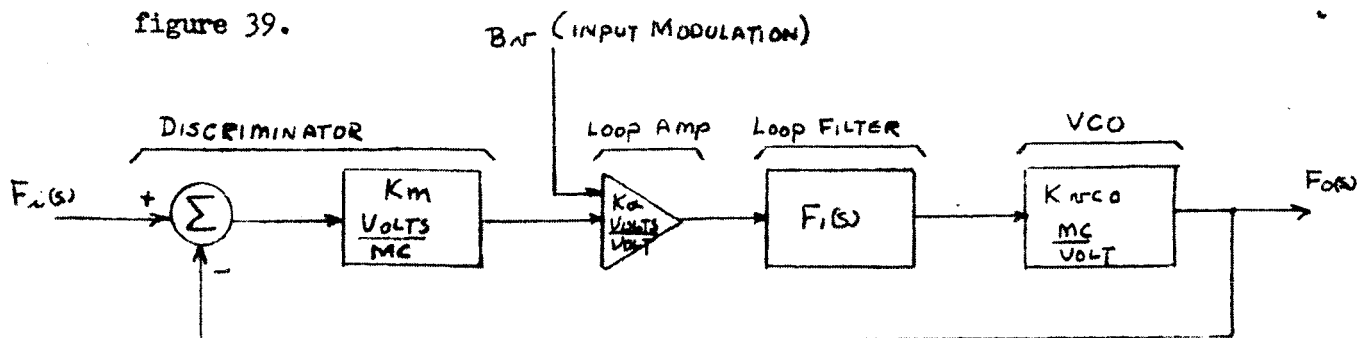 figure 39.
Bv (INPUT MODULATION)
DISCRIMINATOR
LOOP AMP
LOOP FILTER
VCO
Fi(s)
+
Σ
-
Km
VOLTS
MC
Ka
VOLTS
VOLT
F1(s)
Kvco
MC
VOLT
Fo(s)